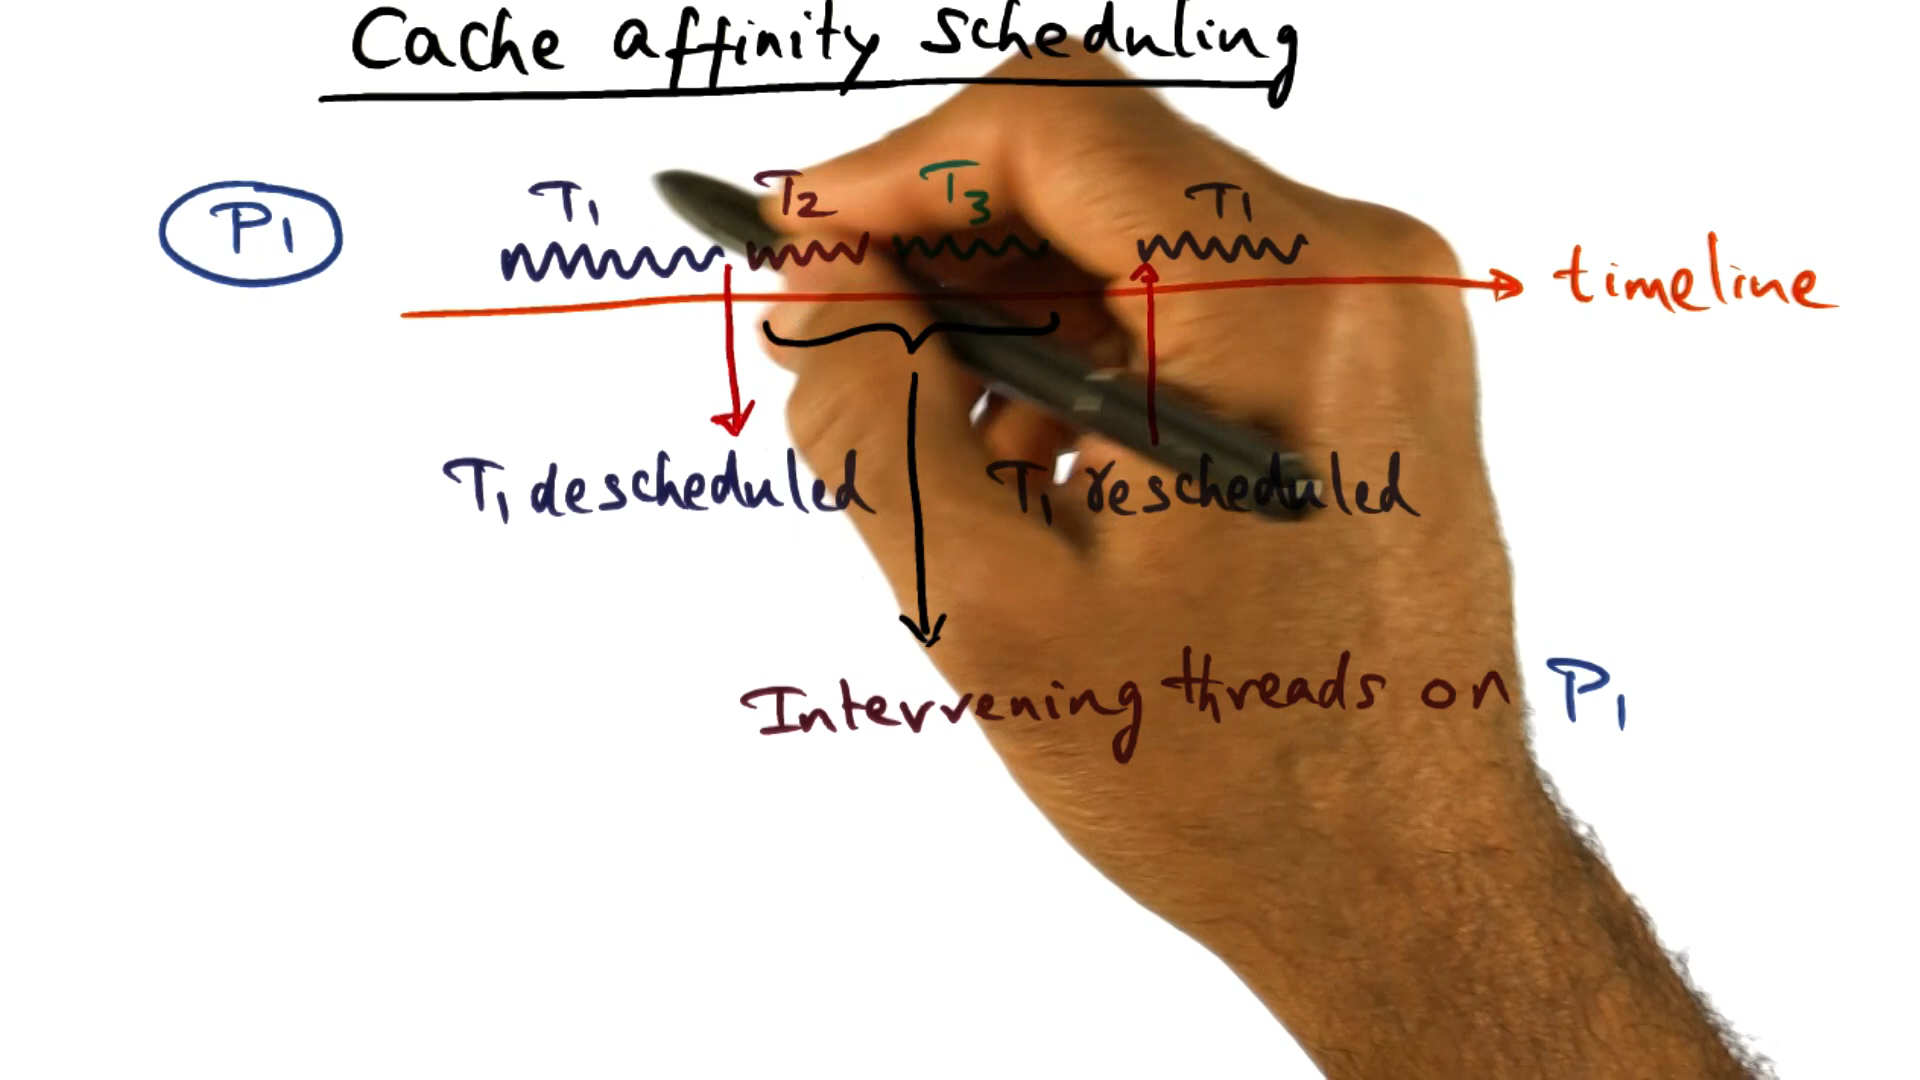 Cache affinity scheduling
P1 T1 T2 T3 T1
timeline
T1 descheduled T1 rescheduled
Intervening threads on P1